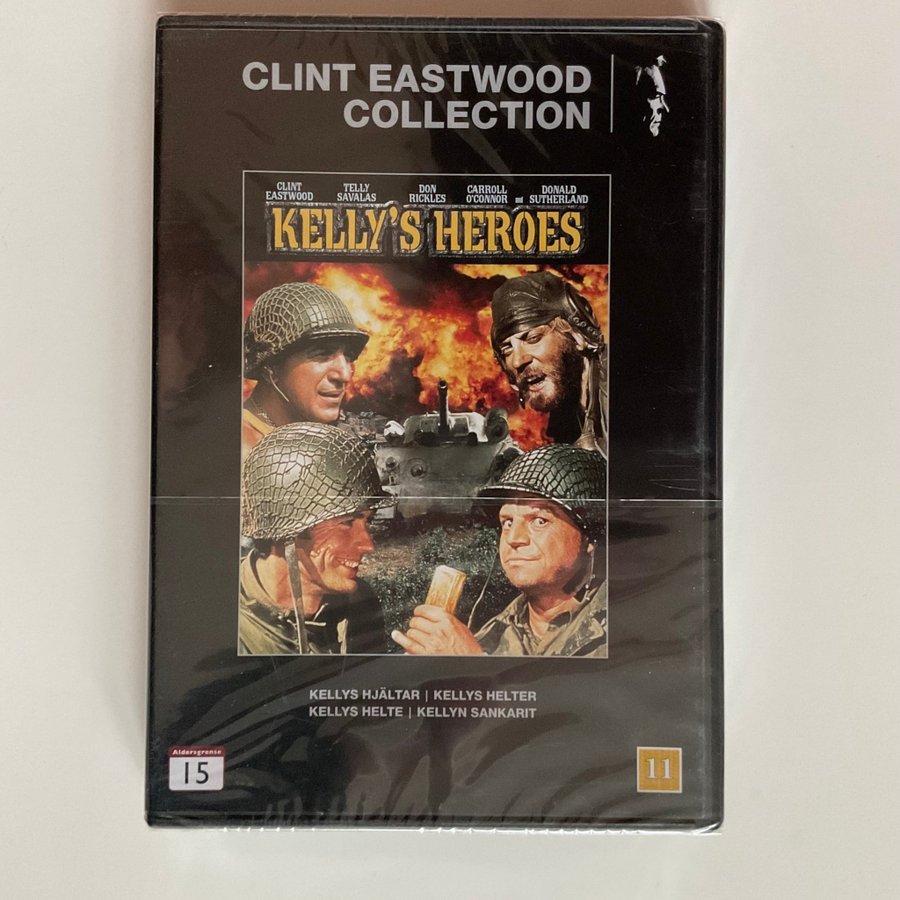 CLINT EASTWOOD
COLLECTION
CLINT EASTWOOD TELLY SAVALAS DON RICKLES CARROLL O'CONNOR and DONALD SUTHERLAND
KELLY'S HEROES
KELLYS HJÄLTAR | KELLYS HELTER
KELLYS HELTE | KELLYN SANKARIT
Aldersgrense
15
11